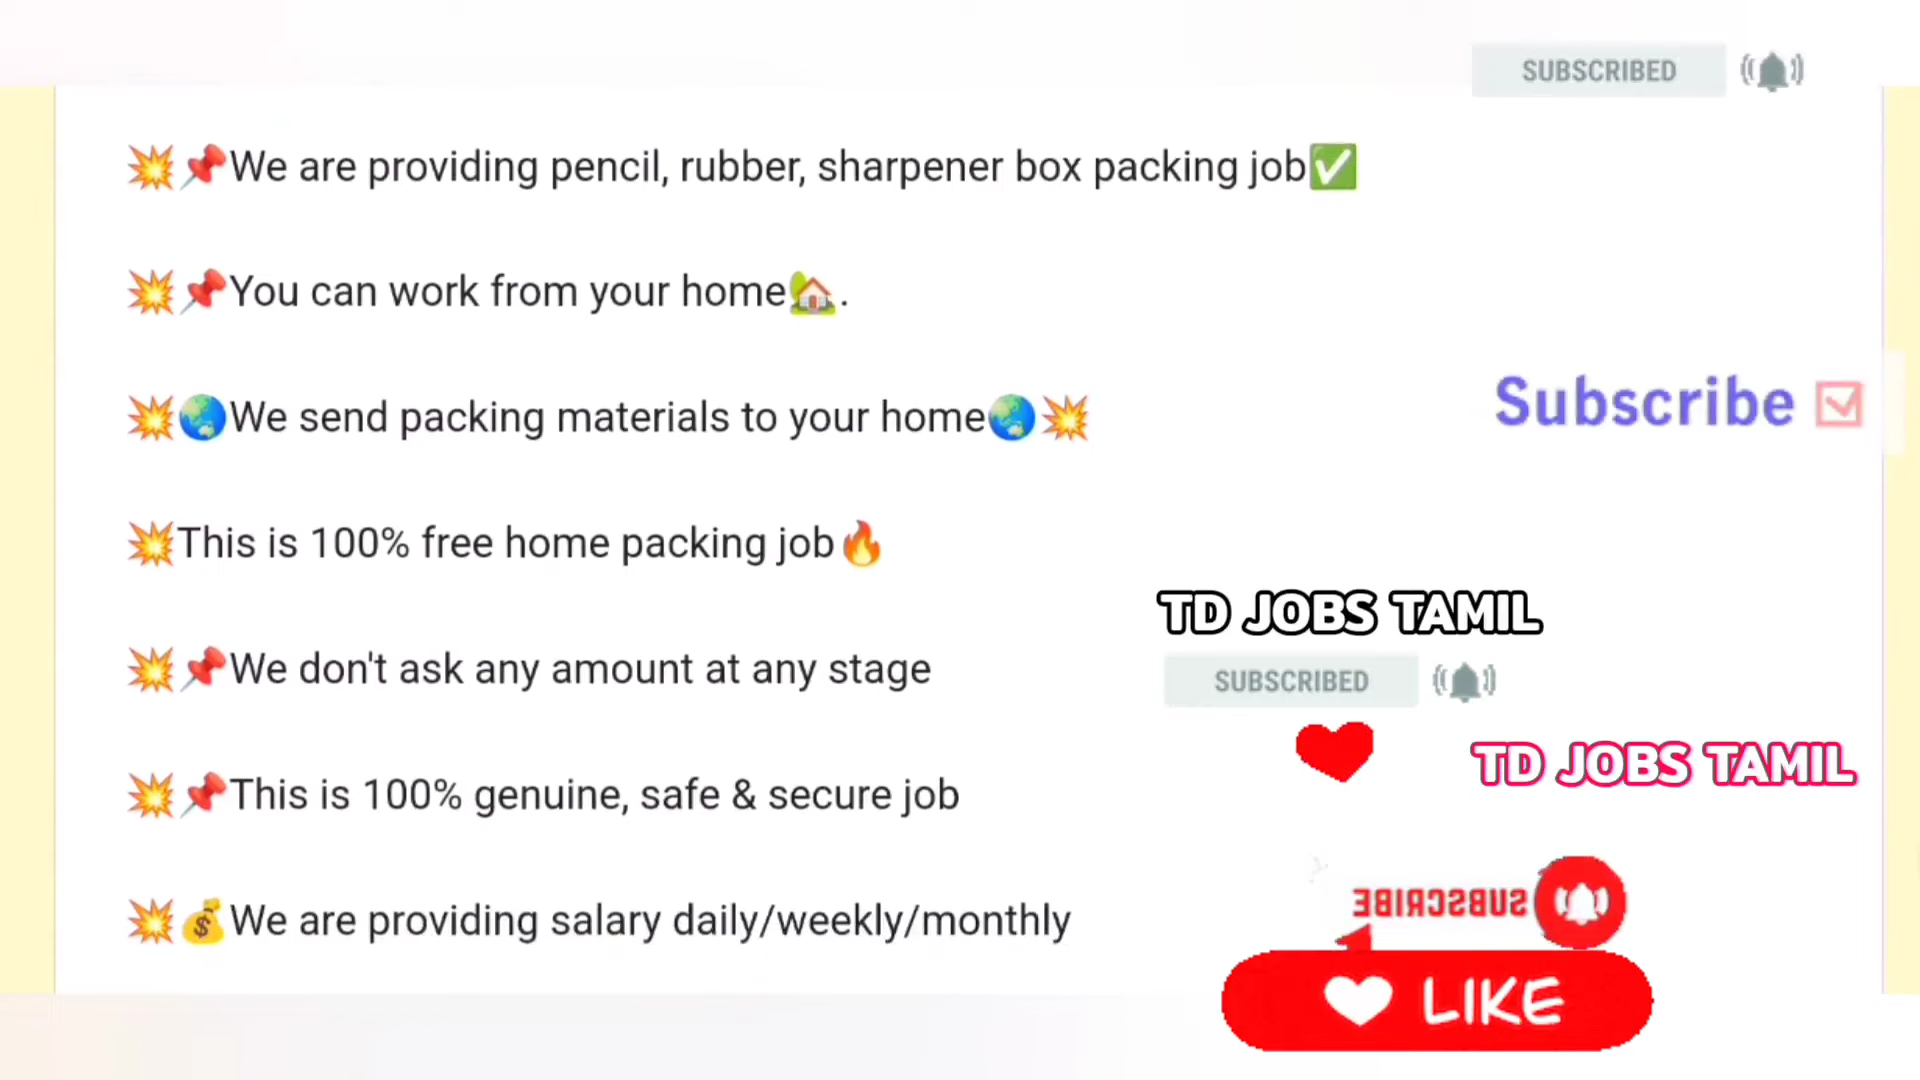 SUBSCRIBED
💥📌We are providing pencil, rubber, sharpener box packing job✅
💥📌You can work from your home🏡.
💥🌏We send packing materials to your home🌏💥
Subscribe
💥This is 100% free home packing job🔥
TD JOBS TAMIL
💥📌We don't ask any amount at any stage
SUBSCRIBED
TD JOBS TAMIL
💥📌This is 100% genuine, safe & secure job
SUBSCRIBE
💥💰We are providing salary daily/weekly/monthly
LIKE